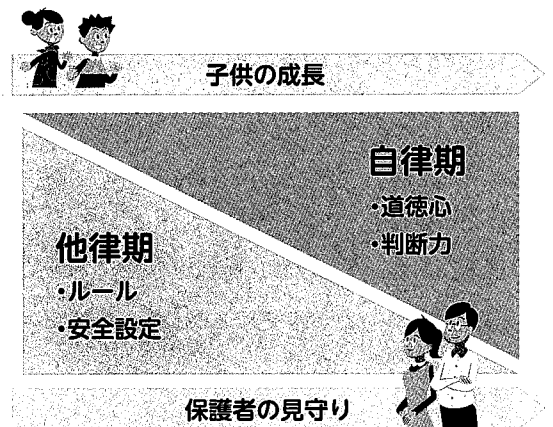 子供の成長
自律期
・道徳心
・判断力
他律期
・ルール
・安全設定
保護者の見守り